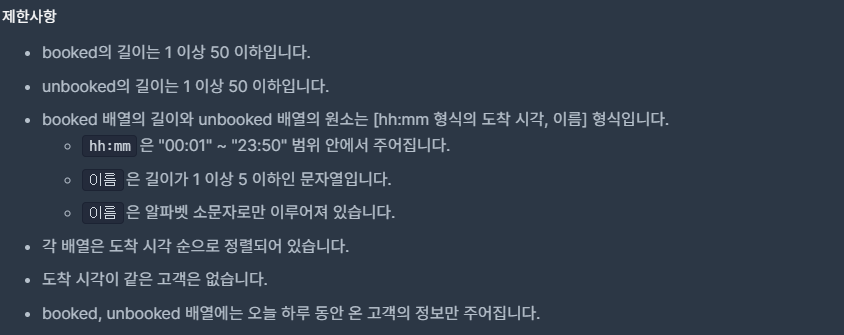 제한사항
booked의 길이는 1 이상 50 이하입니다.
unbooked의 길이는 1 이상 50 이하입니다.
booked 배열의 길이와 unbooked 배열의 원소는 [hh:mm 형식의 도착 시각, 이름] 형식입니다.
hh:mm 은 "00:01" ~ "23:50" 범위 안에서 주어집니다.
이름 은 길이가 1 이상 5 이하인 문자열입니다.
이름 은 알파벳 소문자로만 이루어져 있습니다.
각 배열은 도착 시각 순으로 정렬되어 있습니다.
도착 시각이 같은 고객은 없습니다.
booked, unbooked 배열에는 오늘 하루 동안 온 고객의 정보만 주어집니다.